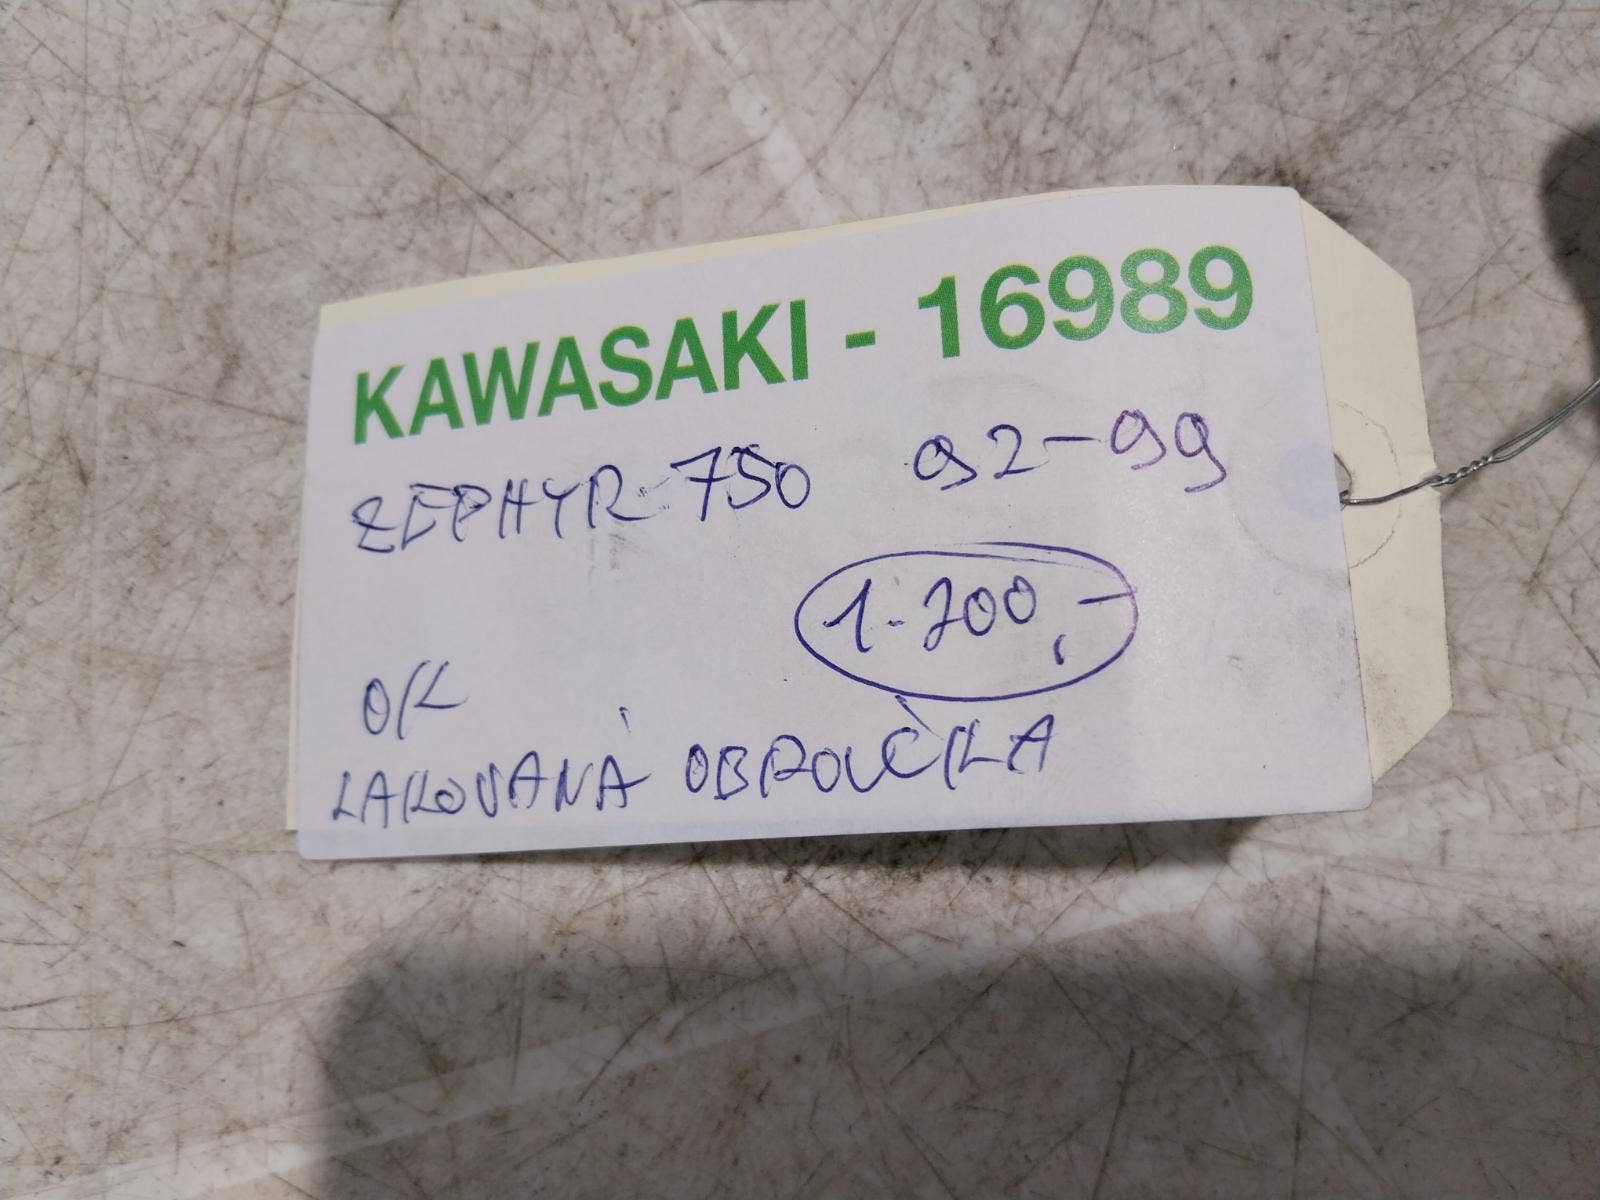 KAWASAKI - 16989
ZEPHYR-750 92-99
1.200,-
OK
LAKOVANÁ OBROUČKA